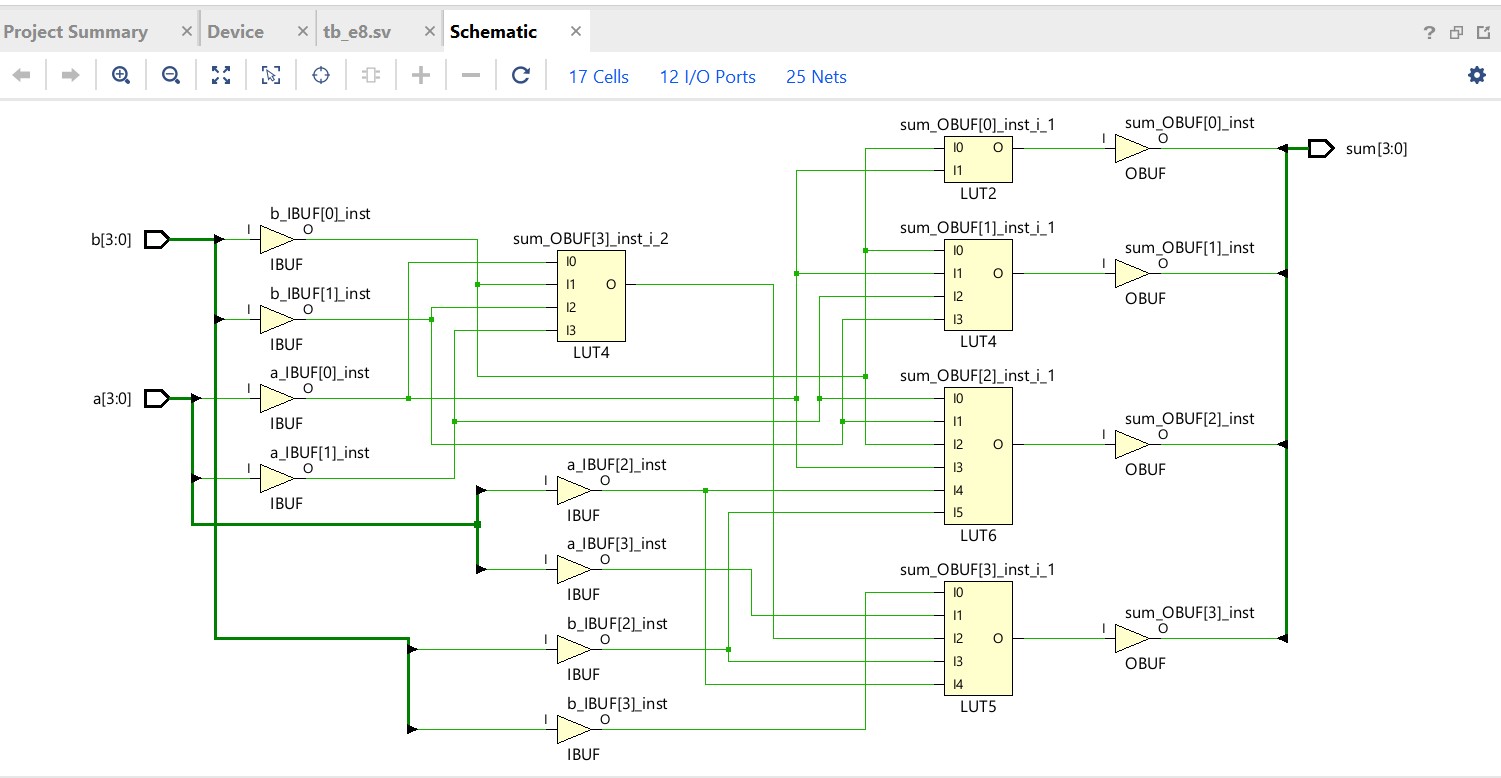 Project Summary × Device × tb_e8.sv × Schematic × ?
17 Cells 12 I/O Ports 25 Nets
b[3:0]
a[3:0]
b_IBUF[0]_inst
I O
IBUF
b_IBUF[1]_inst
I O
IBUF
a_IBUF[0]_inst
I O
IBUF
a_IBUF[1]_inst
I O
IBUF
sum_OBUF[3]_inst_i_2
I0
I1 O
I2
I3
LUT4
a_IBUF[2]_inst
I O
IBUF
a_IBUF[3]_inst
I O
IBUF
b_IBUF[2]_inst
I O
IBUF
b_IBUF[3]_inst
I O
IBUF
sum_OBUF[0]_inst_i_1
I0 O
I1
LUT2
sum_OBUF[1]_inst_i_1
I0
I1 O
I2
I3
LUT4
sum_OBUF[2]_inst_i_1
I0
I1
I2 O
I3
I4
I5
LUT6
sum_OBUF[3]_inst_i_1
I0
I1
I2 O
I3
I4
LUT5
sum_OBUF[0]_inst
I O
OBUF
sum_OBUF[1]_inst
I O
OBUF
sum_OBUF[2]_inst
I O
OBUF
sum_OBUF[3]_inst
I O
OBUF
sum[3:0]